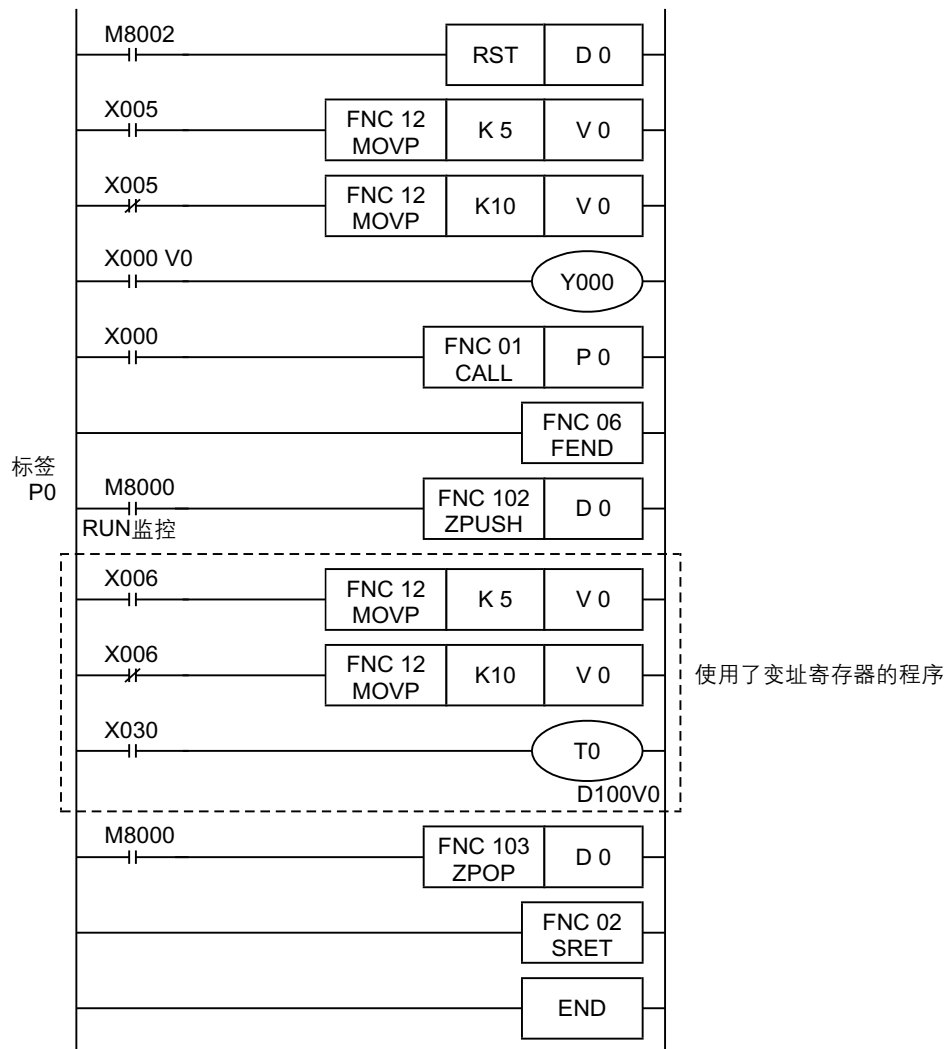 M8002
RST D 0
X005
FNC 12
MOVP K 5 V 0
X005
FNC 12
MOVP K10 V 0
X000 V0
Y000
X000
FNC 01
CALL P 0
FNC 06
FEND
标签
P0
M8000
RUN监控
FNC 102
ZPUSH D 0
X006
FNC 12
MOVP K 5 V 0
X006
FNC 12
MOVP K10 V 0
使用了变址寄存器的程序
X030
T0
D100V0
M8000
FNC 103
ZPOP D 0
FNC 02
SRET
END